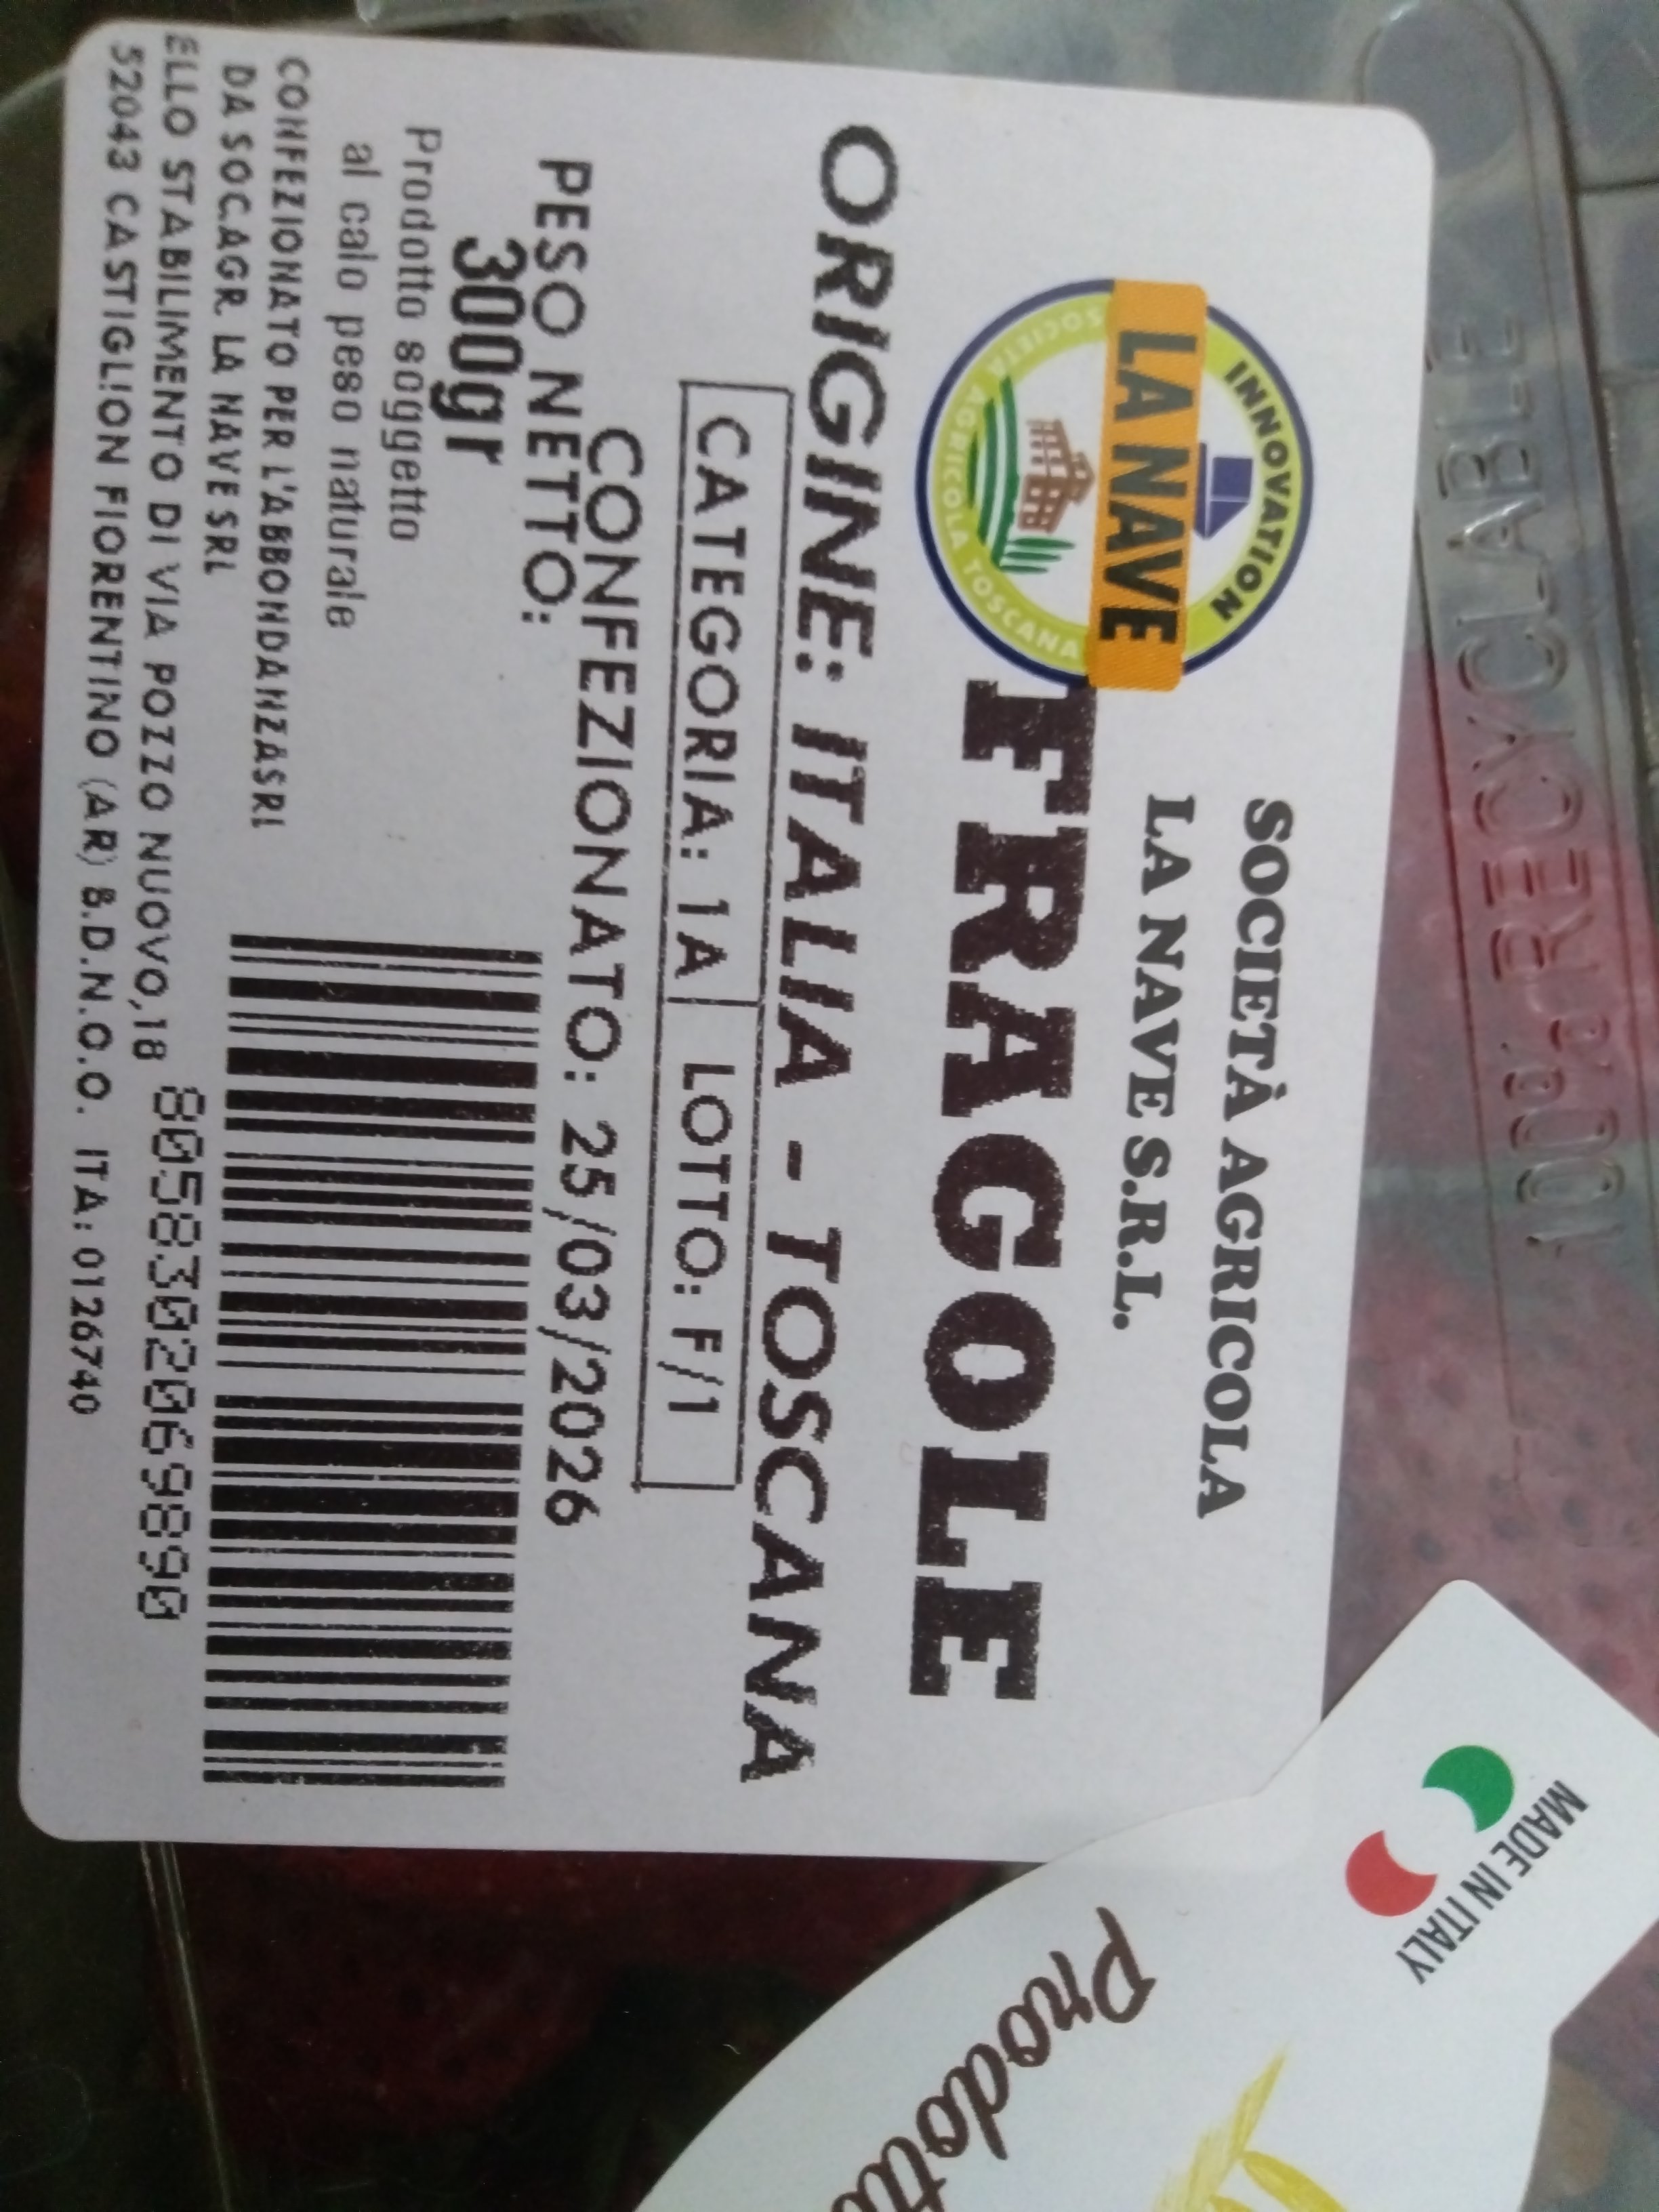 INNOVATION
LA NAVE
SOCIETÀ AGRICOLA TOSCANA
SOCIETÀ AGRICOLA
LA NAVE S.R.L.
FRAGOLE
ORIGINE: ITALIA - TOSCANA
CATEGORIA: 1A LOTTO: F/1
CONFEZIONATO: 25/03/2026
PESO NETTO:
300gr
Prodotto soggetto
al calo peso naturale
CONFEZIONATO PER L'ABBONDANZASRL
DA SOC.AGR. LA NAVE SRL
ELLO STABILIMENTO DI VIA POZZO NUOVO,18
52043 CASTIGLION FIORENTINO (AR) B.D.N.O.O. ITA: 0126740
8058302069890
RECYCLABLE
MADE IN ITALY